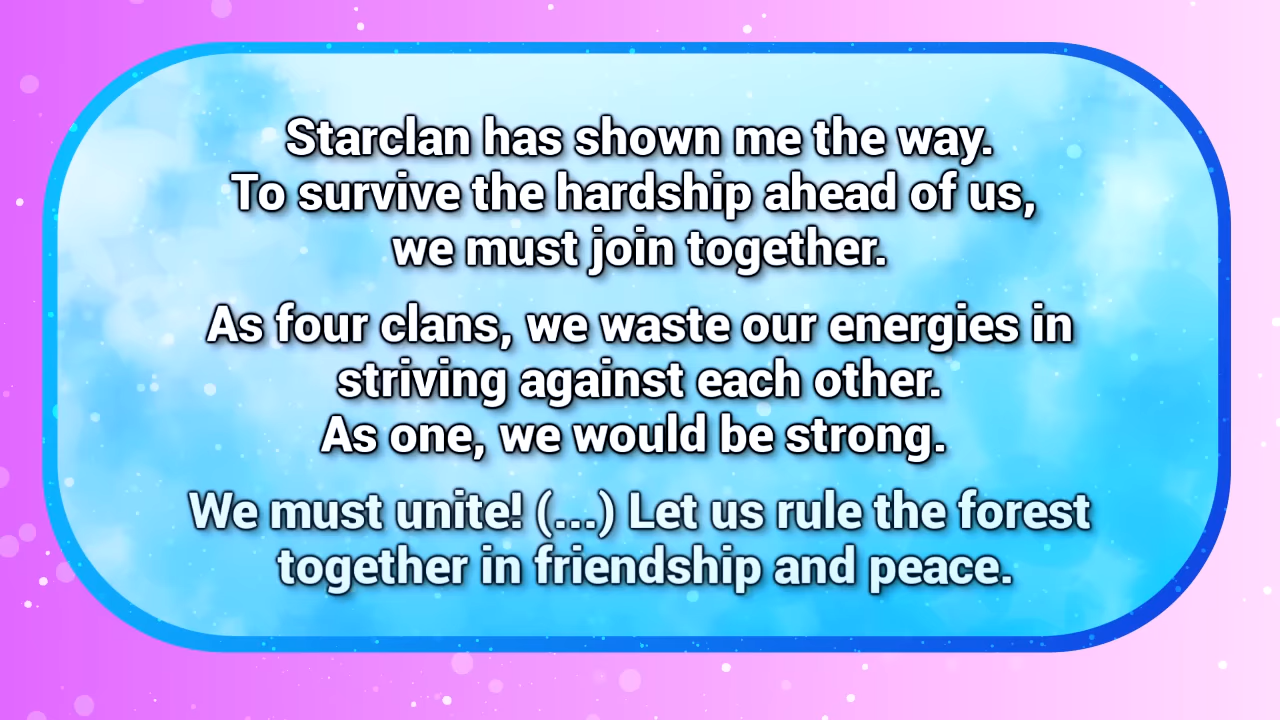 Starclan has shown me the way.
To survive the hardship ahead of us,
we must join together.
As four clans, we waste our energies in
striving against each other.
As one, we would be strong.
We must unite! (...) Let us rule the forest
together in friendship and peace.